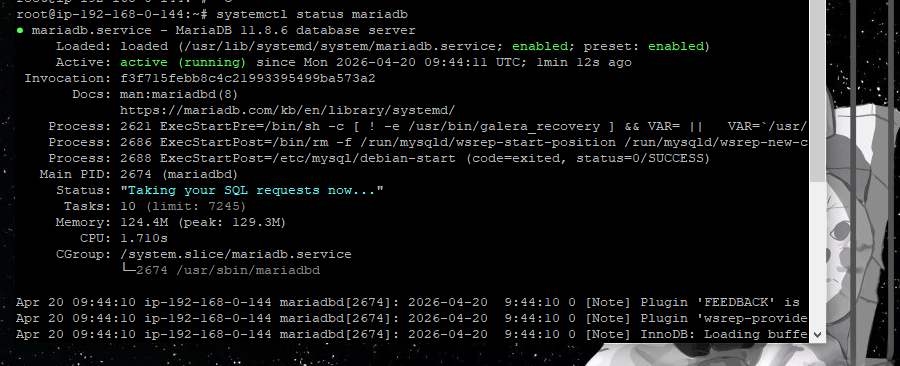 root@ip-192-168-0-144:~# systemctl status mariadb
● mariadb.service - MariaDB 11.8.6 database server
Loaded: loaded (/usr/lib/systemd/system/mariadb.service; enabled; preset: enabled)
Active: active (running) since Mon 2026-04-20 09:44:11 UTC; 1min 12s ago
Invocation: f3f715febb8c4c21993395499ba573a2
Docs: man:mariadbd(8)
https://mariadb.com/kb/en/library/systemd/
Process: 2621 ExecStartPre=/bin/sh -c [ ! -e /usr/bin/galera_recovery ] && VAR= || VAR=`/usr/
Process: 2686 ExecStartPost=/bin/rm -f /run/mysqld/wsrep-start-position /run/mysqld/wsrep-new-c
Process: 2688 ExecStartPost=/etc/mysql/debian-start (code=exited, status=0/SUCCESS)
Main PID: 2674 (mariadbd)
Status: "Taking your SQL requests now..."
Tasks: 10 (limit: 7245)
Memory: 124.4M (peak: 129.3M)
CPU: 1.710s
CGroup: /system.slice/mariadb.service
└─2674 /usr/sbin/mariadbd
Apr 20 09:44:10 ip-192-168-0-144 mariadbd[2674]: 2026-04-20  9:44:10 0 [Note] Plugin 'FEEDBACK' is
Apr 20 09:44:10 ip-192-168-0-144 mariadbd[2674]: 2026-04-20  9:44:10 0 [Note] Plugin 'wsrep-provide
Apr 20 09:44:10 ip-192-168-0-144 mariadbd[2674]: 2026-04-20  9:44:10 0 [Note] InnoDB: Loading buffe